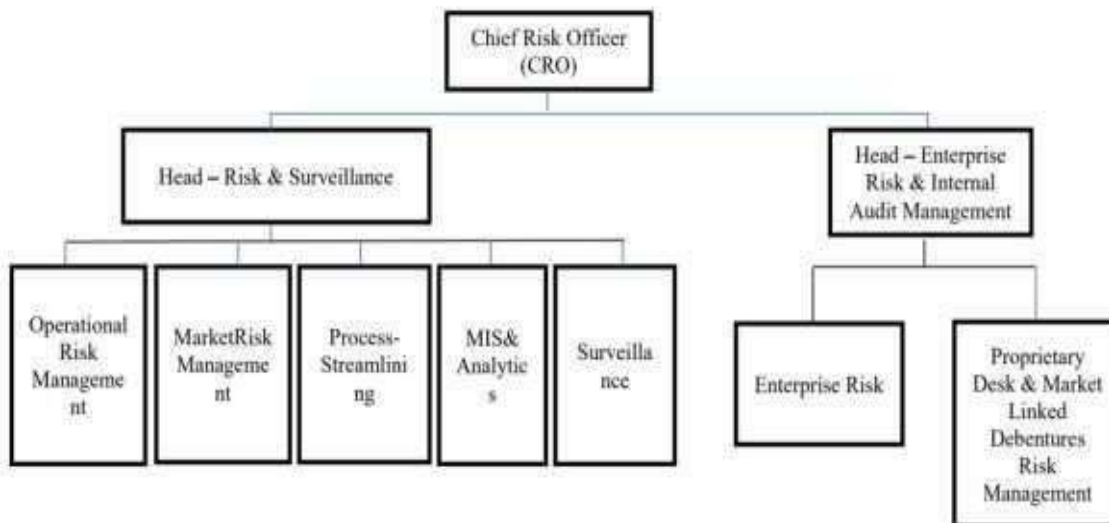 Chief Risk Officer
(CRO)
Head – Risk & Surveillance
Head – Enterprise
Risk & Internal
Audit Management
Operational
Risk
Manageme
nt
MarketRisk
Manageme
nt
Process-
Streamlini
ng
MIS&
Analytic
s
Surveilla
nce
Enterprise Risk
Proprietary
Desk & Market
Linked
Debentures
Risk
Management